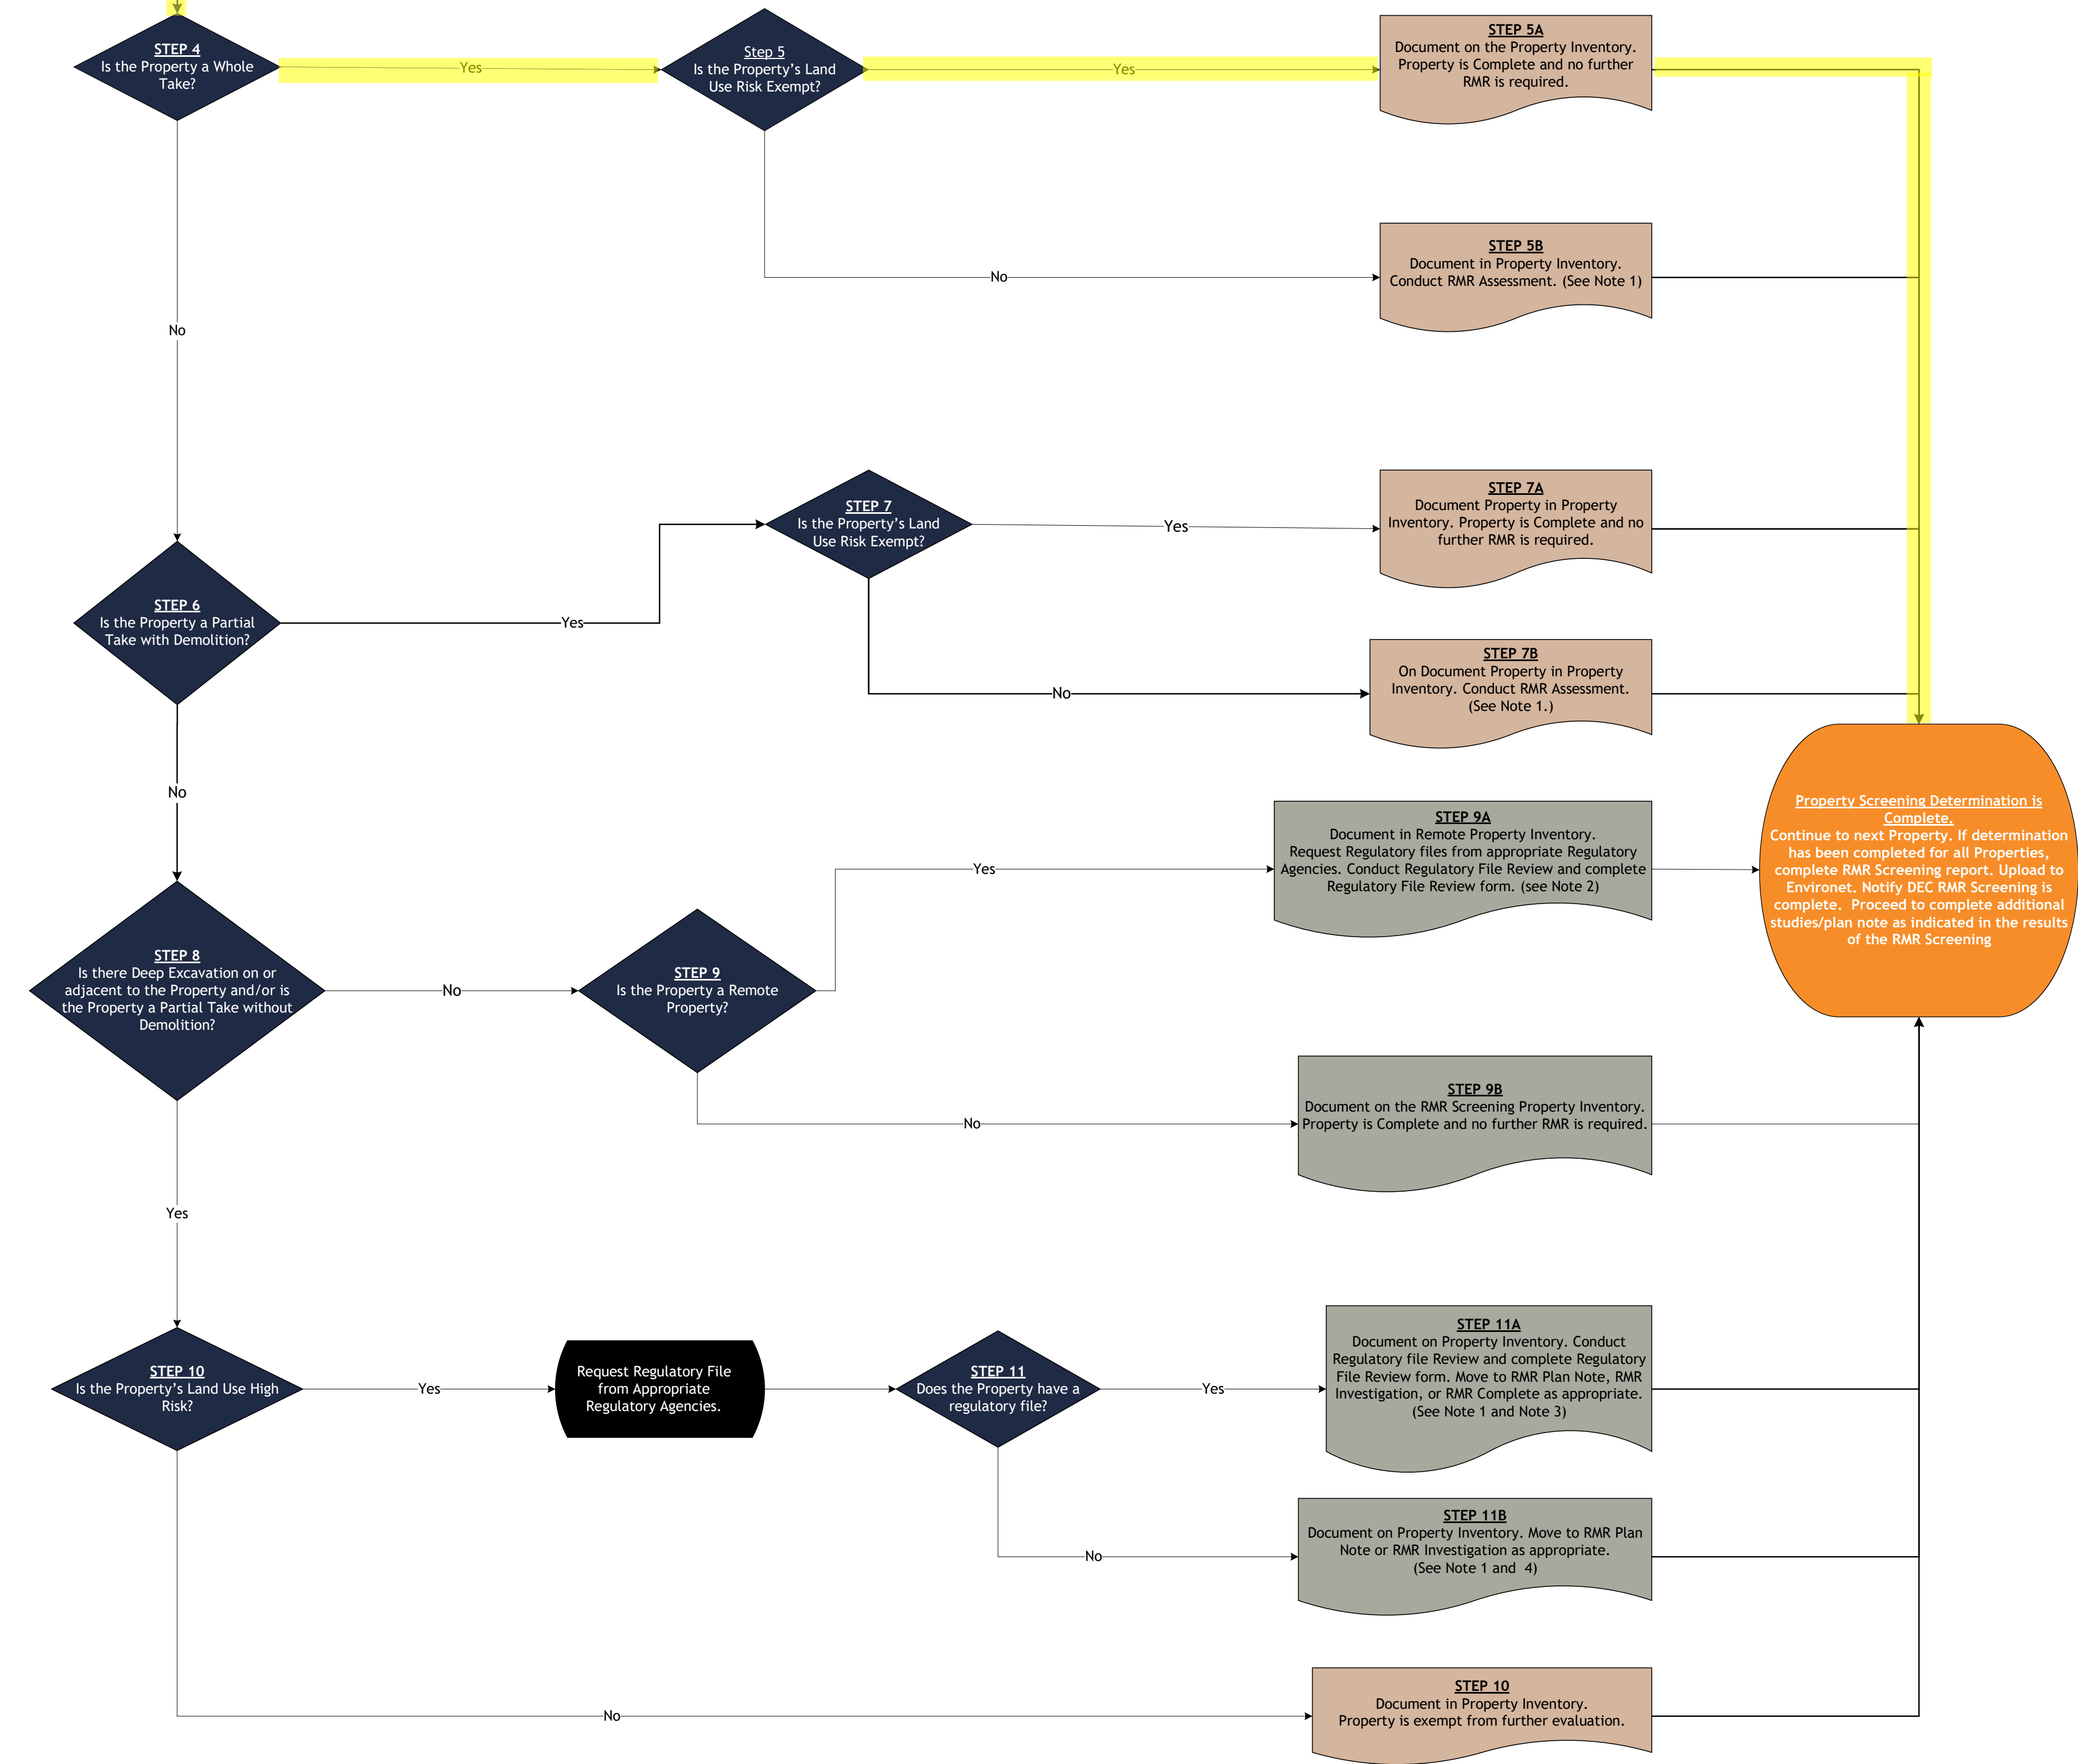 STEP 4
Is the Property a Whole
Take?
Yes
Step 5
Is the Property's Land
Use Risk Exempt?
Yes
STEP 5A
Document on the Property Inventory.
Property is Complete and no further
RMR is required.
No
STEP 5B
Document in Property Inventory.
Conduct RMR Assessment. (See Note 1)
No
STEP 6
Is the Property a Partial
Take with Demolition?
Yes
STEP 7
Is the Property's Land
Use Risk Exempt?
Yes
STEP 7A
Document Property in Property
Inventory. Property is Complete and no
further RMR is required.
No
STEP 7B
On Document Property in Property
Inventory. Conduct RMR Assessment.
(See Note 1.)
No
Property Screening Determination is
Complete.
Continue to next Property. If determination
has been completed for all Properties,
complete RMR Screening report. Upload to
Environet. Notify DEC RMR Screening is
complete.  Proceed to complete additional
studies/plan note as indicated in the results
of the RMR Screening
STEP 8
Is there Deep Excavation on or
adjacent to the Property and/or is
the Property a Partial Take without
Demolition?
No
STEP 9
Is the Property a Remote
Property?
Yes
STEP 9A
Document in Remote Property Inventory.
Request Regulatory files from appropriate Regulatory
Agencies. Conduct Regulatory File Review and complete
Regulatory File Review form. (see Note 2)
No
STEP 9B
Document on the RMR Screening Property Inventory.
Property is Complete and no further RMR is required.
Yes
STEP 10
Is the Property's Land Use High
Risk?
Yes
Request Regulatory File
from Appropriate
Regulatory Agencies.
STEP 11
Does the Property have a
regulatory file?
Yes
STEP 11A
Document on Property Inventory. Conduct
Regulatory file Review and complete Regulatory
File Review form. Move to RMR Plan Note, RMR
Investigation, or RMR Complete as appropriate.
(See Note 1 and Note 3)
No
STEP 11B
Document on Property Inventory. Move to RMR Plan
Note or RMR Investigation as appropriate.
(See Note 1 and  4)
No
STEP 10
Document in Property Inventory.
Property is exempt from further evaluation.